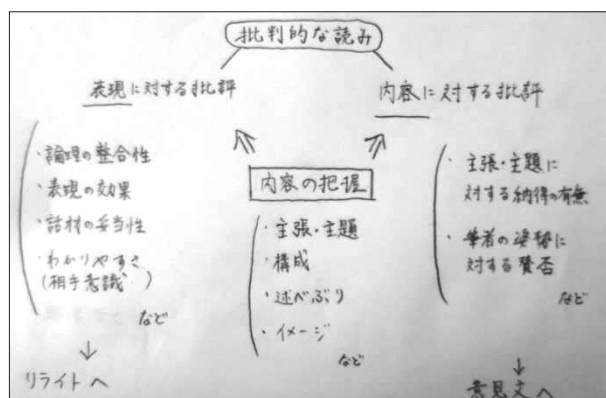 批判的な読み
表現に対する批評
・論理の整合性
・表現の効果
・話材の妥当性
・わかりやすさ
(相手意識)
など
↓
リライトへ
内容の把握
・主張・主題
・構成
・述べぶり
・イメージ
など
内容に対する批評
・主張・主題に
対する納得の有無
・筆者の姿勢に
対する賛否
など
↓
意見文へ